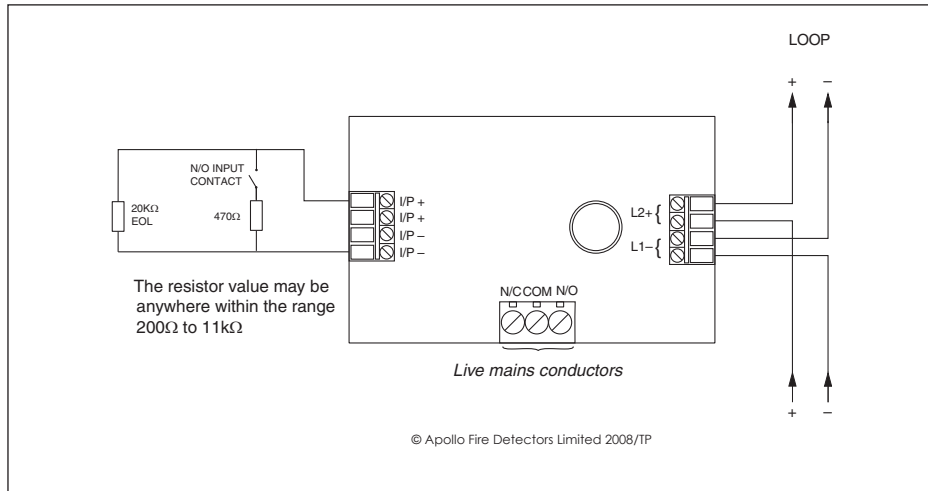 LOOP
+ –
N/O INPUT
CONTACT
20KΩ
EOL
470Ω
I/P +
I/P +
I/P –
I/P –
L2+{
L1–{
The resistor value may be
anywhere within the range
200Ω to 11kΩ
N/C COM N/O
Live mains conductors
+ –
© Apollo Fire Detectors Limited 2008/TP